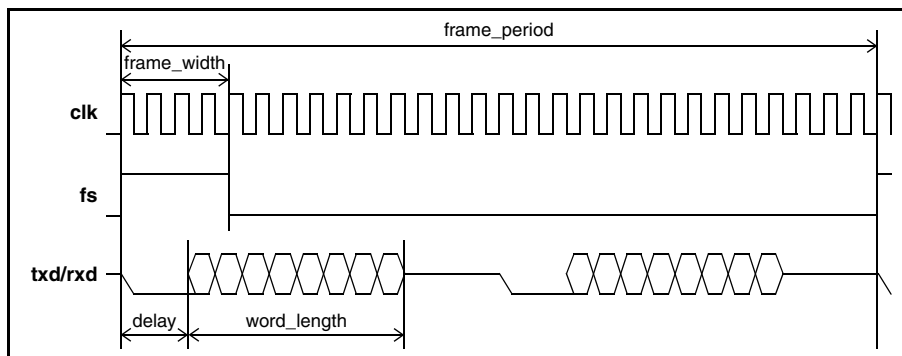 frame_period
frame_width
clk
fs
txd/rxd
delay
word_length